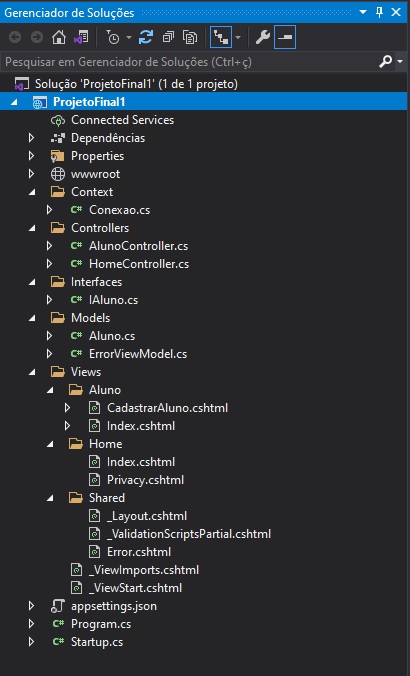 Gerenciador de Soluções
Pesquisar em Gerenciador de Soluções (Ctrl+ç)
Solução 'ProjetoFinal1' (1 de 1 projeto)
ProjetoFinal1
Connected Services
Dependências
Properties
wwwroot
Context
C# Conexao.cs
Controllers
C# AlunoController.cs
C# HomeController.cs
Interfaces
C# IAluno.cs
Models
C# Aluno.cs
C# ErrorViewModel.cs
Views
Aluno
CadastrarAluno.cshtml
Index.cshtml
Home
Index.cshtml
Privacy.cshtml
Shared
_Layout.cshtml
_ValidationScriptsPartial.cshtml
Error.cshtml
_ViewImports.cshtml
_ViewStart.cshtml
appsettings.json
C# Program.cs
C# Startup.cs